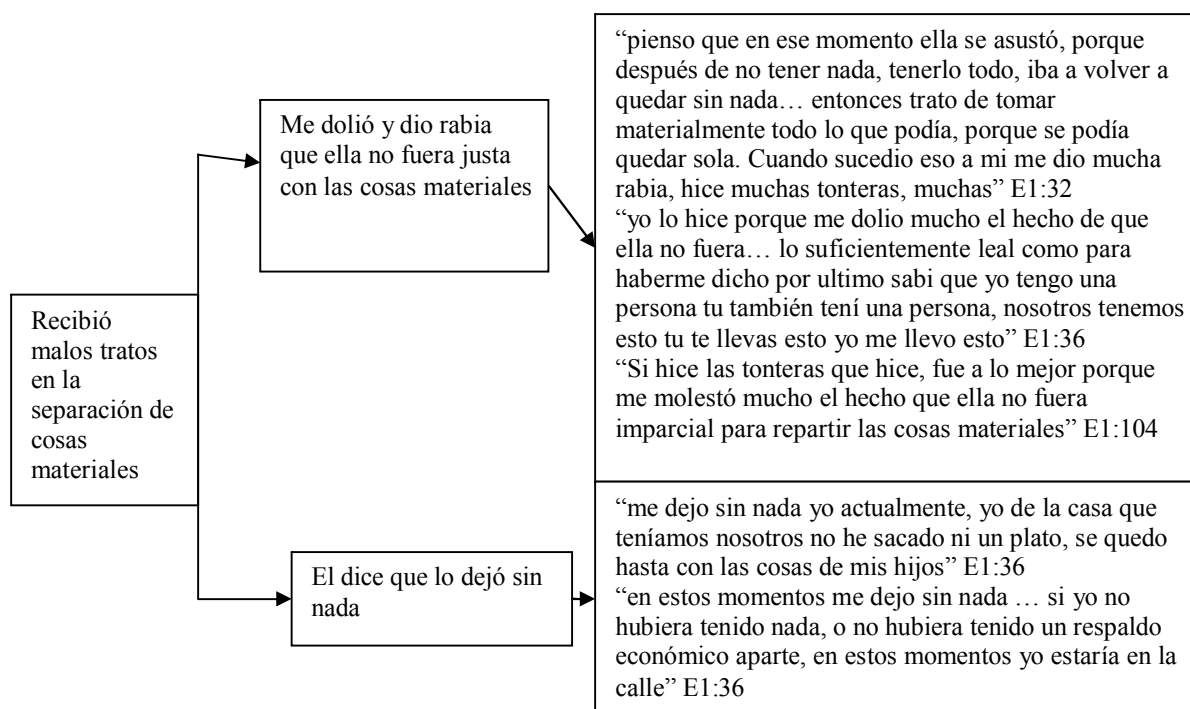 Recibió
malos tratos
en la
separación de
cosas
materiales
Me dolió y dio rabia
que ella no fuera justa
con las cosas materiales
“pienso que en ese momento ella se asustó, porque
después de no tener nada, tenerlo todo, iba a volver a
quedar sin nada… entonces trato de tomar
materialmente todo lo que podía, porque se podía
quedar sola. Cuando sucedio eso a mi me dio mucha
rabia, hice muchas tonteras, muchas” E1:32
“yo lo hice porque me dolio mucho el hecho de que
ella no fuera… lo suficientemente leal como para
haberme dicho por ultimo sabi que yo tengo una
persona tu también tení una persona, nosotros tenemos
esto tu te llevas esto yo me llevo esto” E1:36
“Si hice las tonteras que hice, fue a lo mejor porque
me molestó mucho el hecho que ella no fuera
imparcial para repartir las cosas materiales” E1:104
El dice que lo dejó sin
nada
“me dejo sin nada yo actualmente, yo de la casa que
teníamos nosotros no he sacado ni un plato, se quedo
hasta con las cosas de mis hijos” E1:36
“en estos momentos me dejo sin nada … si yo no
hubiera tenido nada, o no hubiera tenido un respaldo
económico aparte, en estos momentos yo estaría en la
calle” E1:36